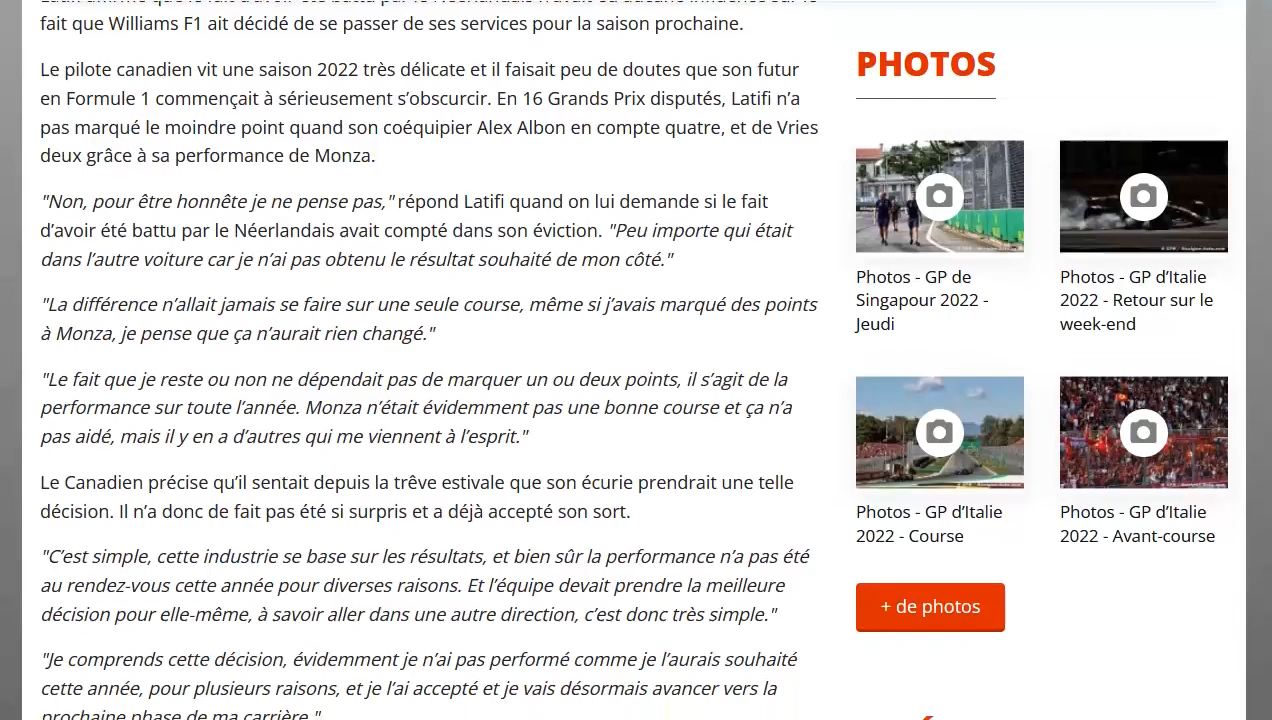 fait que Williams F1 ait décidé de se passer de ses services pour la saison prochaine.
Le pilote canadien vit une saison 2022 très délicate et il faisait peu de doutes que son futur
en Formule 1 commençait à sérieusement s’obscurcir. En 16 Grands Prix disputés, Latifi n’a
pas marqué le moindre point quand son coéquipier Alex Albon en compte quatre, et de Vries
deux grâce à sa performance de Monza.
"Non, pour être honnête je ne pense pas," répond Latifi quand on lui demande si le fait
d’avoir été battu par le Néerlandais avait compté dans son éviction. "Peu importe qui était
dans l’autre voiture car je n’ai pas obtenu le résultat souhaité de mon côté."
"La différence n’allait jamais se faire sur une seule course, même si j’avais marqué des points
à Monza, je pense que ça n’aurait rien changé."
"Le fait que je reste ou non ne dépendait pas de marquer un ou deux points, il s’agit de la
performance sur toute l’année. Monza n’était évidemment pas une bonne course et ça n’a
pas aidé, mais il y en a d’autres qui me viennent à l’esprit."
Le Canadien précise qu’il sentait depuis la trêve estivale que son écurie prendrait une telle
décision. Il n’a donc de fait pas été si surpris et a déjà accepté son sort.
"C’est simple, cette industrie se base sur les résultats, et bien sûr la performance n’a pas été
au rendez-vous cette année pour diverses raisons. Et l’équipe devait prendre la meilleure
décision pour elle-même, à savoir aller dans une autre direction, c’est donc très simple."
"Je comprends cette décision, évidemment je n’ai pas performé comme je l’aurais souhaité
cette année, pour plusieurs raisons, et je l’ai accepté et je vais désormais avancer vers la
prochaine phase de ma carrière."
PHOTOS
Photos - GP de
Singapour 2022 -
Jeudi
Photos - GP d’Italie
2022 - Retour sur le
week-end
Photos - GP d’Italie
2022 - Course
Photos - GP d’Italie
2022 - Avant-course
+ de photos